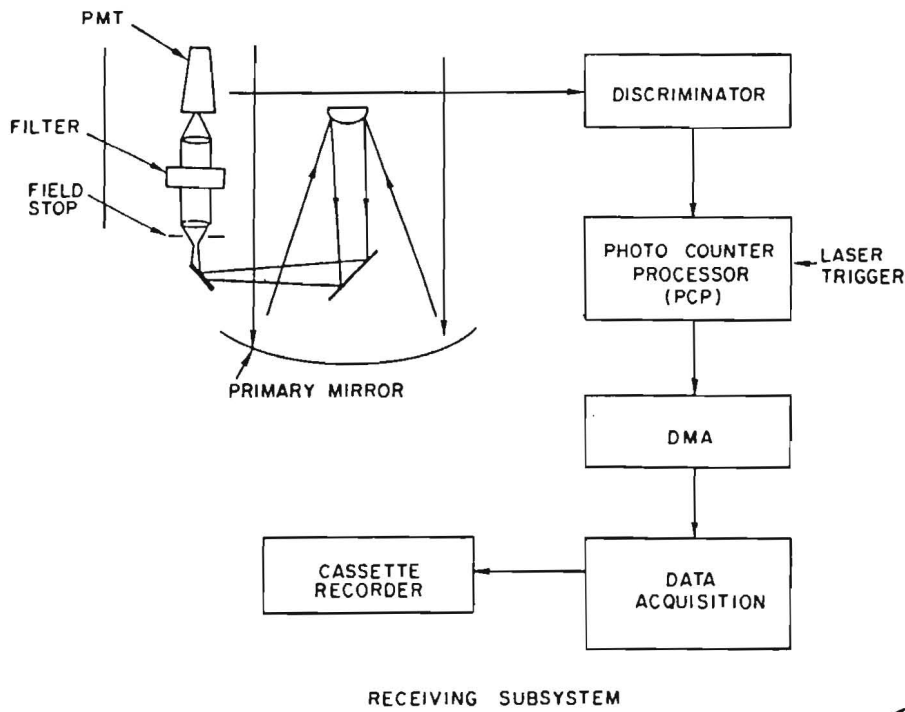 PMT
DISCRIMINATOR
FILTER
FIELD
STOP
PHOTO COUNTER
PROCESSOR
(PCP)
LASER
TRIGGER
PRIMARY MIRROR
DMA
CASSETTE
RECORDER
DATA
ACQUISITION
RECEIVING SUBSYSTEM